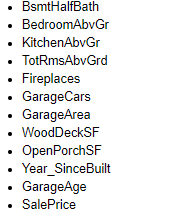 BsmtHalfBath
BedroomAbvGr
KitchenAbvGr
TotRmsAbvGrd
Fireplaces
GarageCars
GarageArea
WoodDeckSF
OpenPorchSF
Year_SinceBuilt
GarageAge
SalePrice